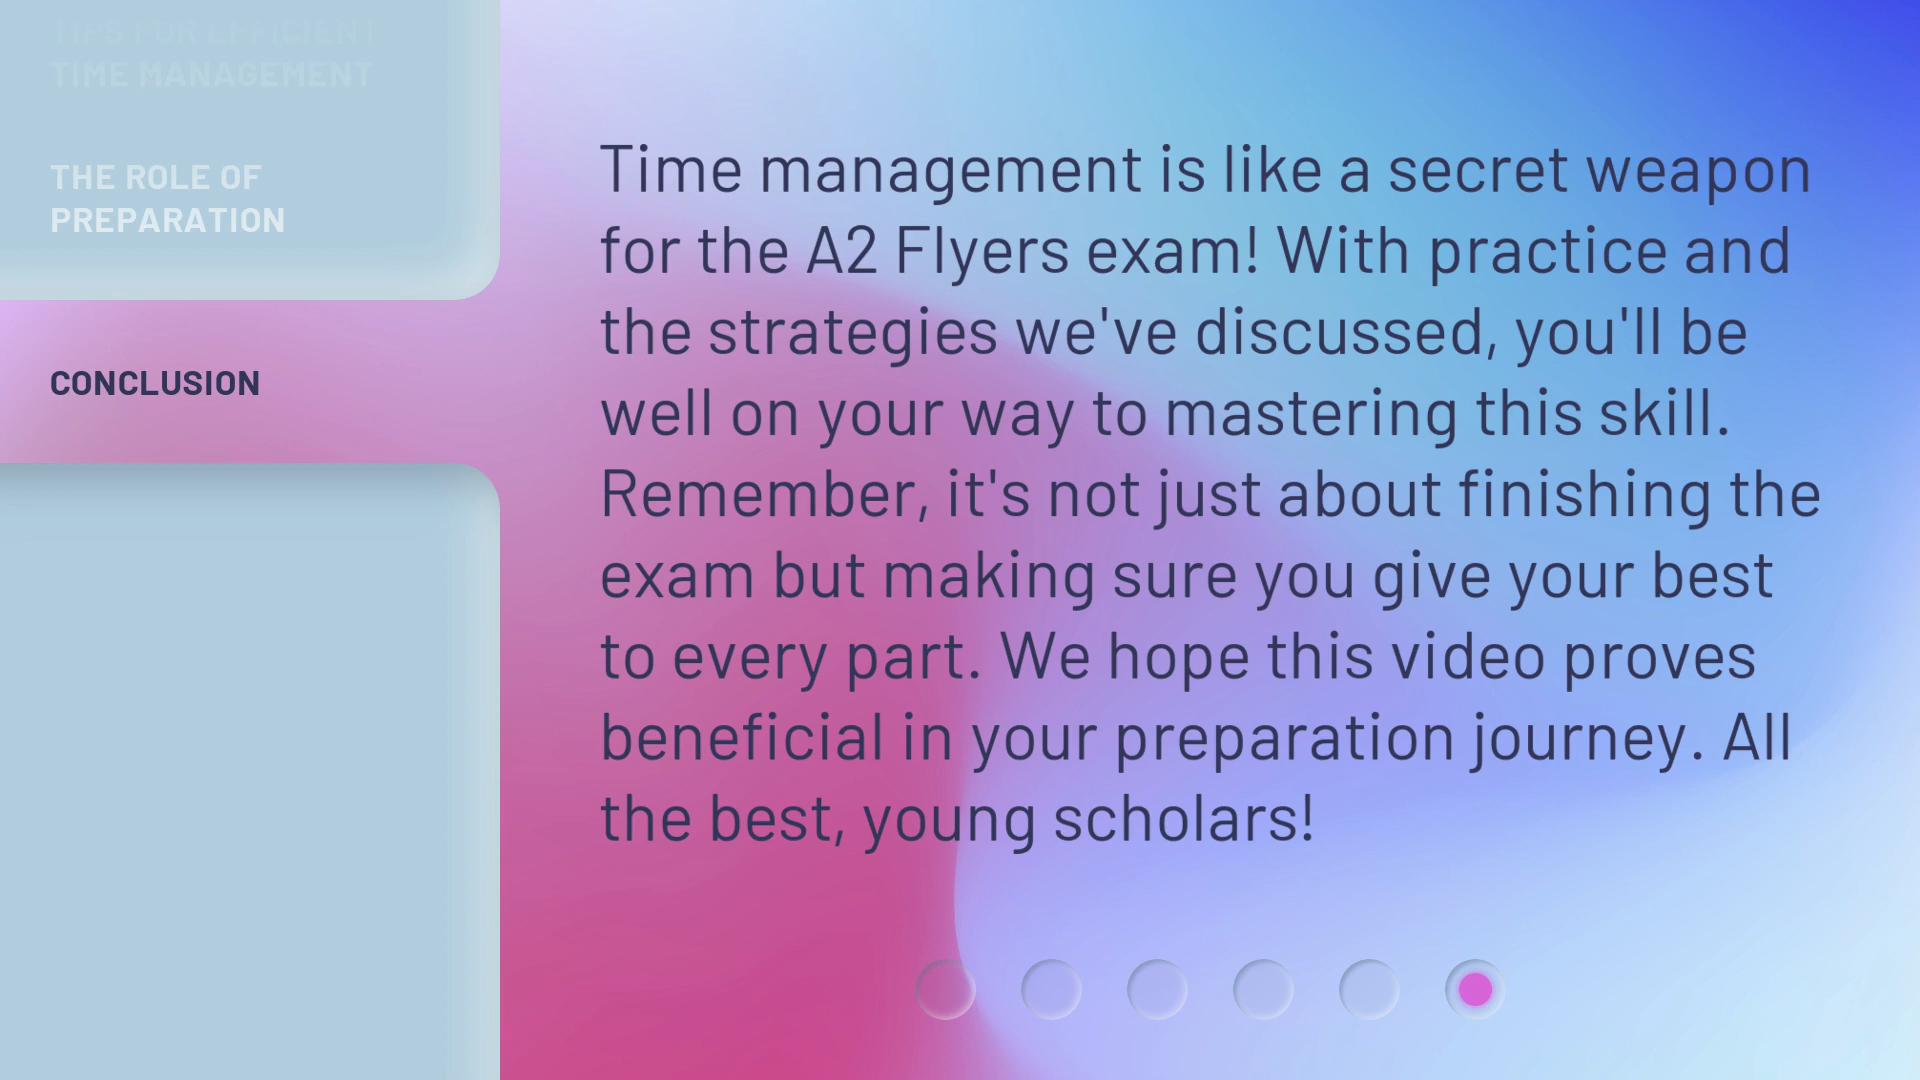 TIPS FOR EFFICIENT
TIME MANAGEMENT
THE ROLE OF
PREPARATION
CONCLUSION
Time management is like a secret weapon
for the A2 Flyers exam! With practice and
the strategies we've discussed, you'll be
well on your way to mastering this skill.
Remember, it's not just about finishing the
exam but making sure you give your best
to every part. We hope this video proves
beneficial in your preparation journey. All
the best, young scholars!